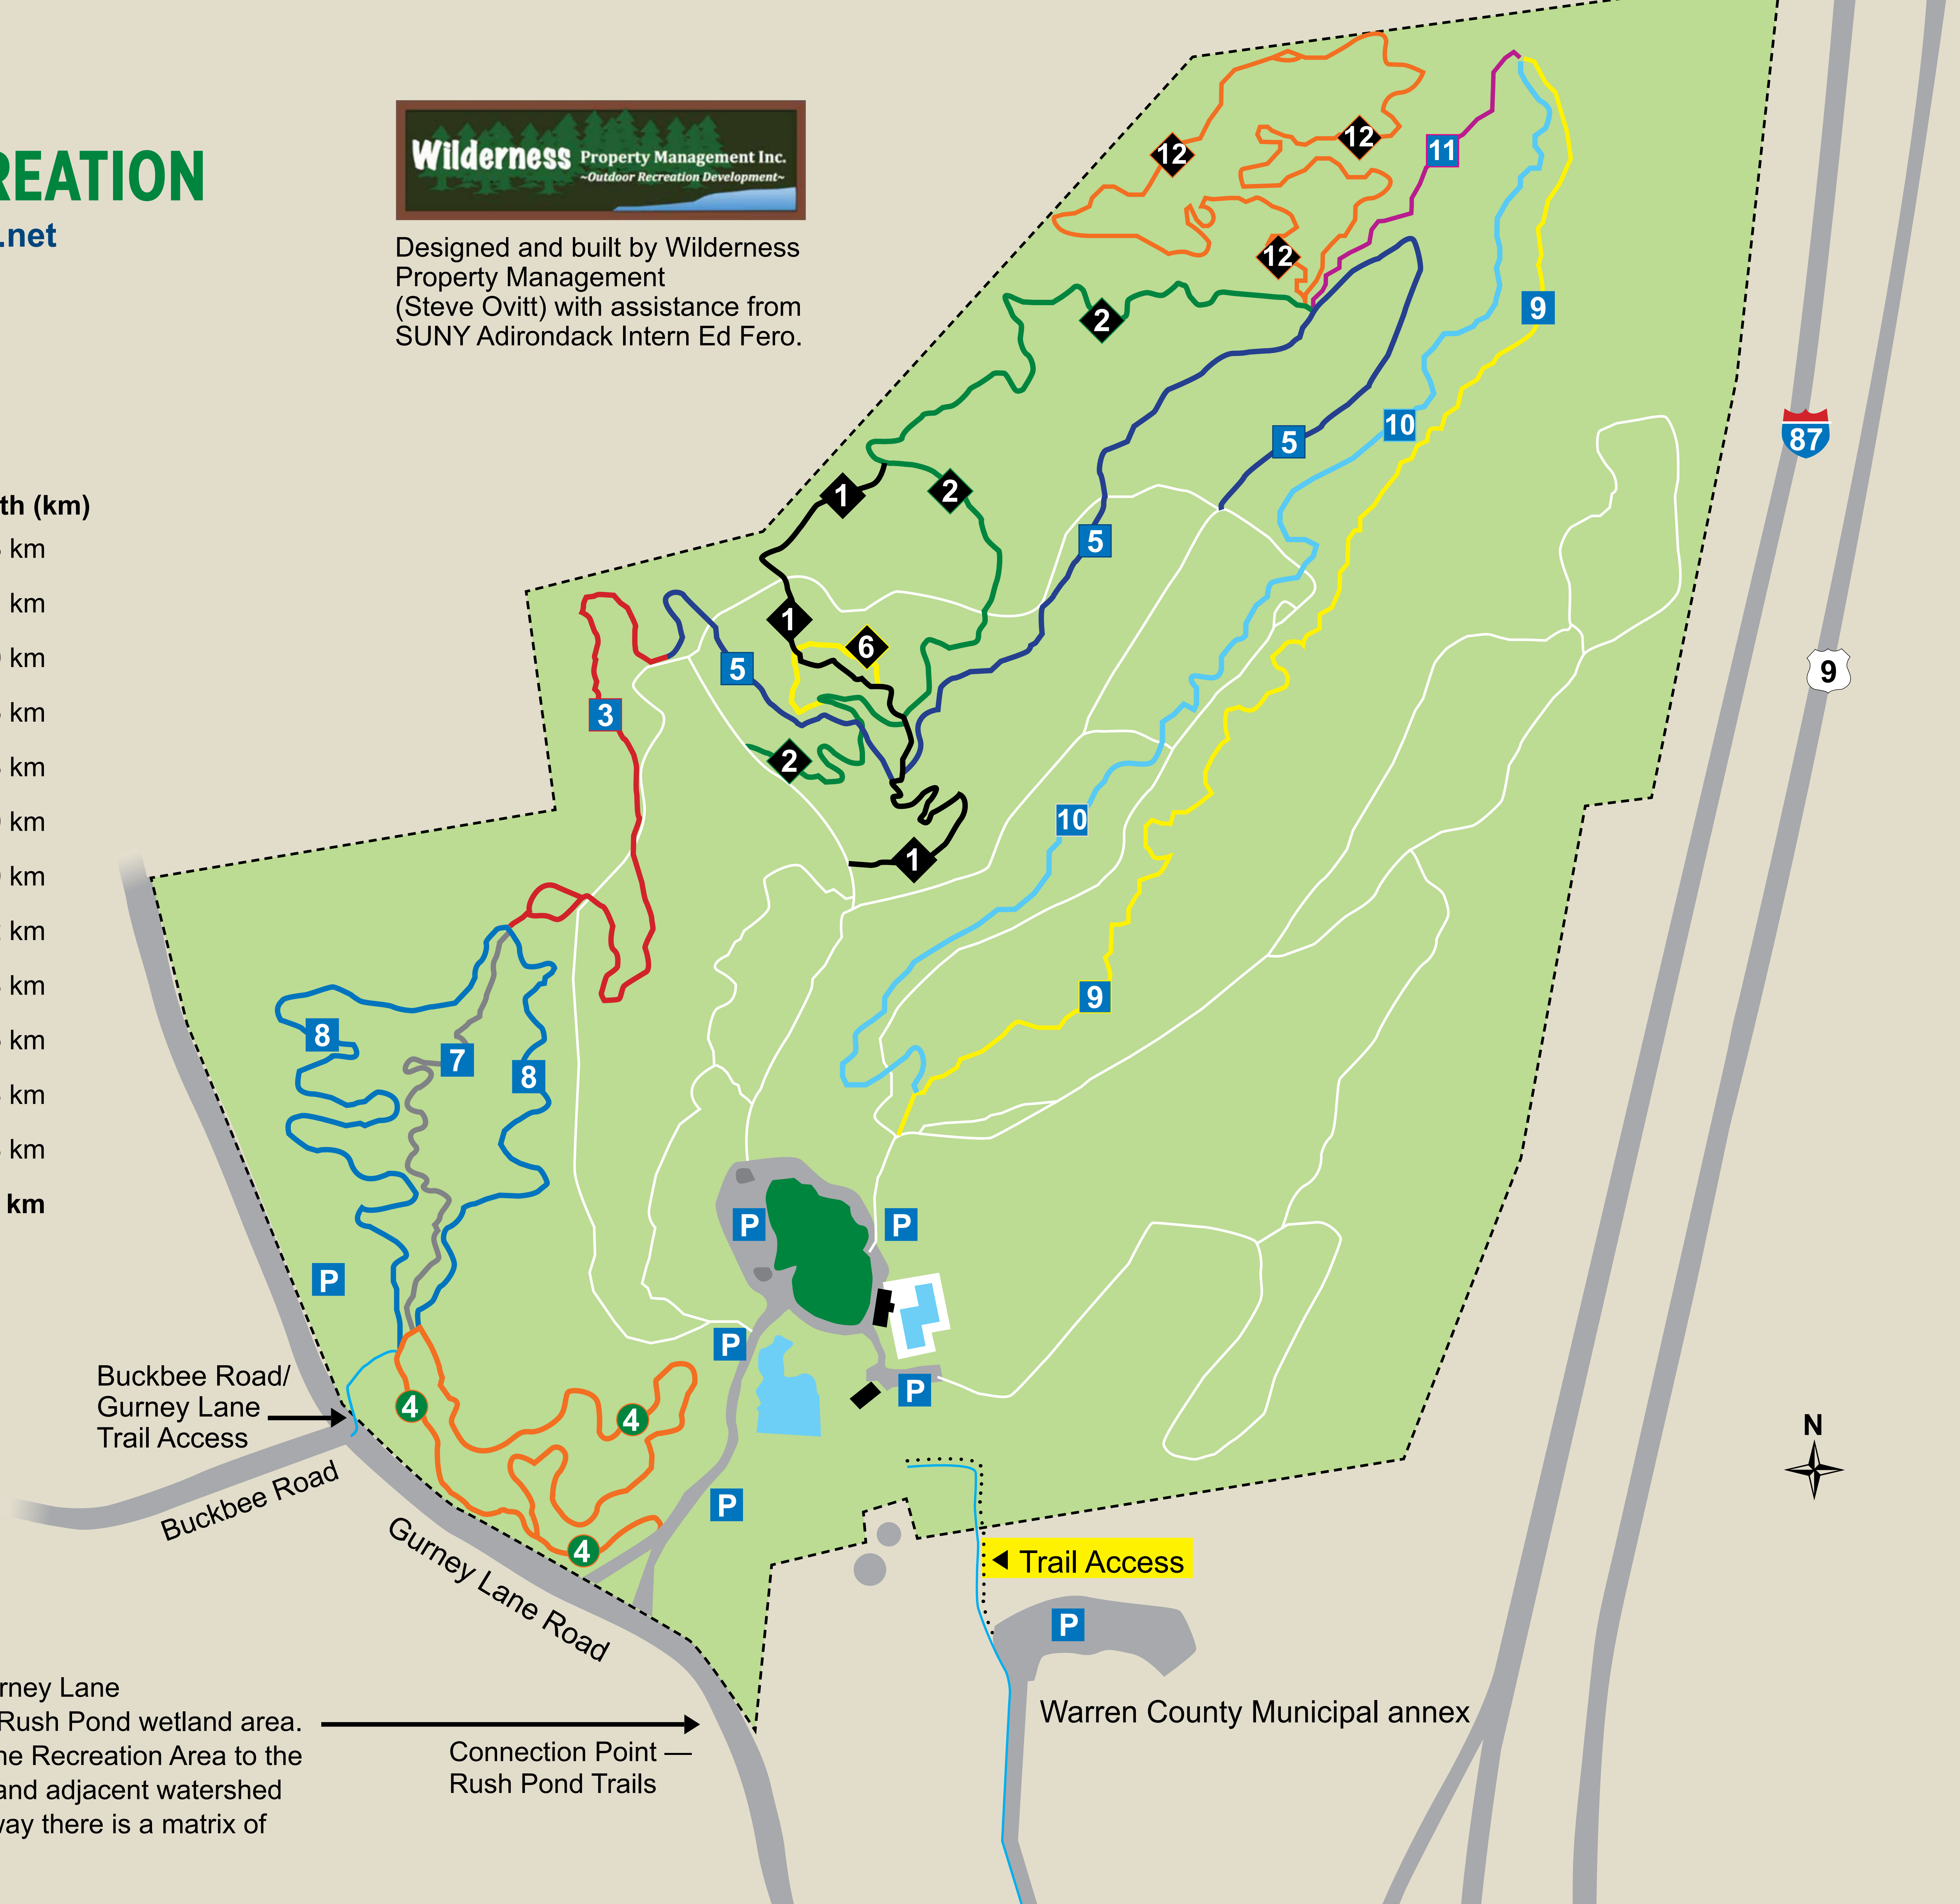 REATION
.net
Wilderness Property Management Inc.
~Outdoor Recreation Development~
Designed and built by Wilderness
Property Management
(Steve Ovitt) with assistance from
SUNY Adirondack Intern Ed Fero.
th (km)
km
km
km
km
km
km
km
km
km
km
km
km
km
12
12
11
12
2
9
87
10
5
1
2
5
1
6
5
9
3
2
10
1
9
8
7
8
P
P
P
P
P
4
4
P
4
Buckbee Road/
Gurney Lane
Trail Access
Buckbee Road
Gurney Lane Road
N
Trail Access
P
Warren County Municipal annex
rney Lane
Rush Pond wetland area.
ne Recreation Area to the
and adjacent watershed
way there is a matrix of
Connection Point —
Rush Pond Trails